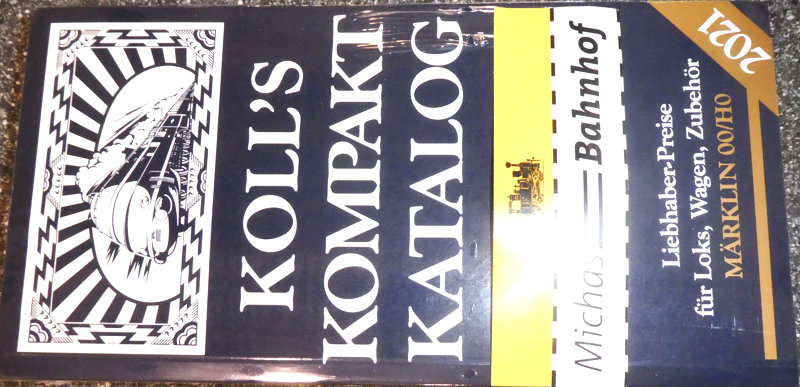 KOLL'S
KOMPAKT
KATALOG
Michas Bahnhof
Liebhaber-Preise
für Loks, Wagen, Zubehör
MÄRKLIN 00/H0
2021